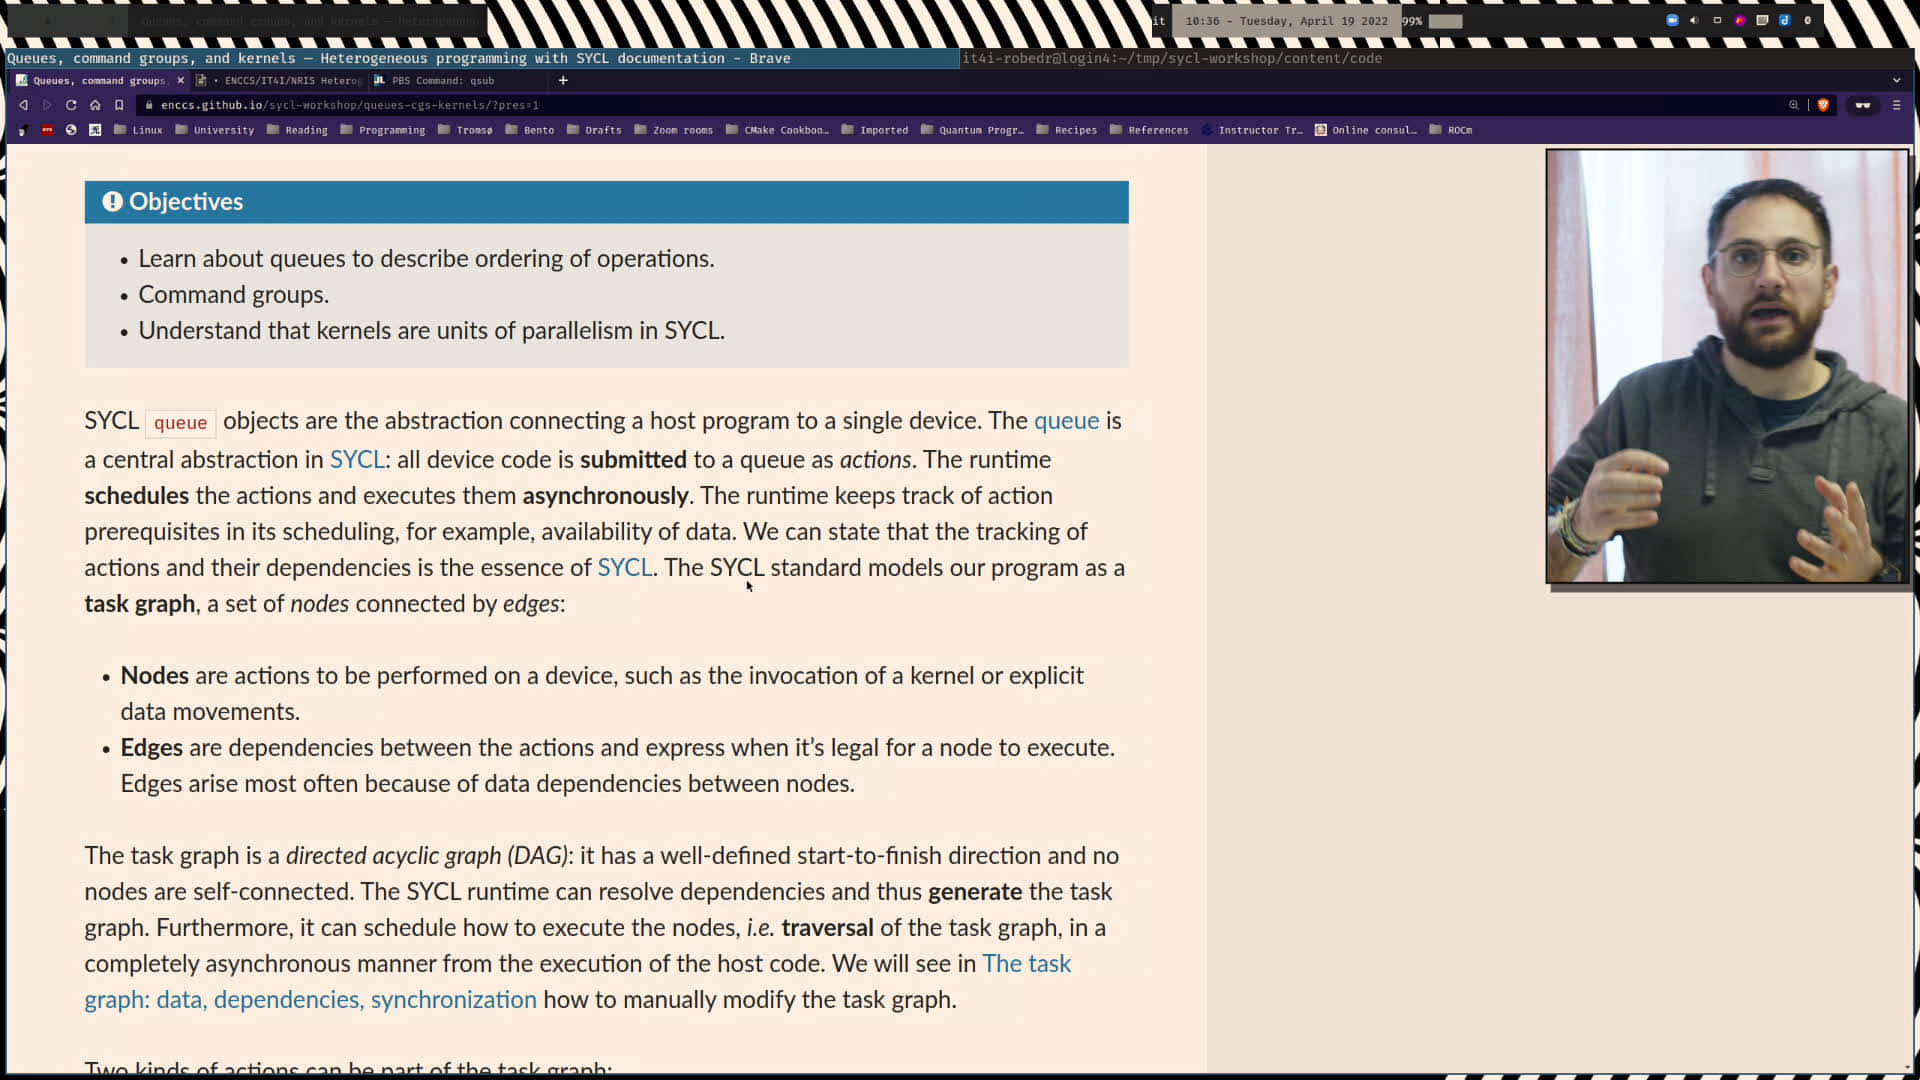 it 10:36 - Tuesday, April 19 2022 99%
Queues, command groups, and kernels — Heterogeneous programming with SYCL documentation - Brave
it4i-robedr@login4:~/tmp/sycl-workshop/content/code
Queues, command groups, × • ENCCS/IT4I/NRIS Heterog PBS Command: qsub +
enccs.github.io/sycl-workshop/queues-cgs-kernels/?pres=1
Linux University Reading Programming Tromsø Bento Drafts Zoom rooms CMake Cookboo… Imported Quantum Progr… Recipes References Instructor Tr… Online consul… ROCm
Objectives
• Learn about queues to describe ordering of operations.
• Command groups.
• Understand that kernels are units of parallelism in SYCL.
SYCL queue objects are the abstraction connecting a host program to a single device. The queue is
a central abstraction in SYCL: all device code is submitted to a queue as actions. The runtime
schedules the actions and executes them asynchronously. The runtime keeps track of action
prerequisites in its scheduling, for example, availability of data. We can state that the tracking of
actions and their dependencies is the essence of SYCL. The SYCL standard models our program as a
task graph, a set of nodes connected by edges:
• Nodes are actions to be performed on a device, such as the invocation of a kernel or explicit
data movements.
• Edges are dependencies between the actions and express when it’s legal for a node to execute.
Edges arise most often because of data dependencies between nodes.
The task graph is a directed acyclic graph (DAG): it has a well-defined start-to-finish direction and no
nodes are self-connected. The SYCL runtime can resolve dependencies and thus generate the task
graph. Furthermore, it can schedule how to execute the nodes, i.e. traversal of the task graph, in a
completely asynchronous manner from the execution of the host code. We will see in The task
graph: data, dependencies, synchronization how to manually modify the task graph.
Two kinds of actions can be part of the task graph: